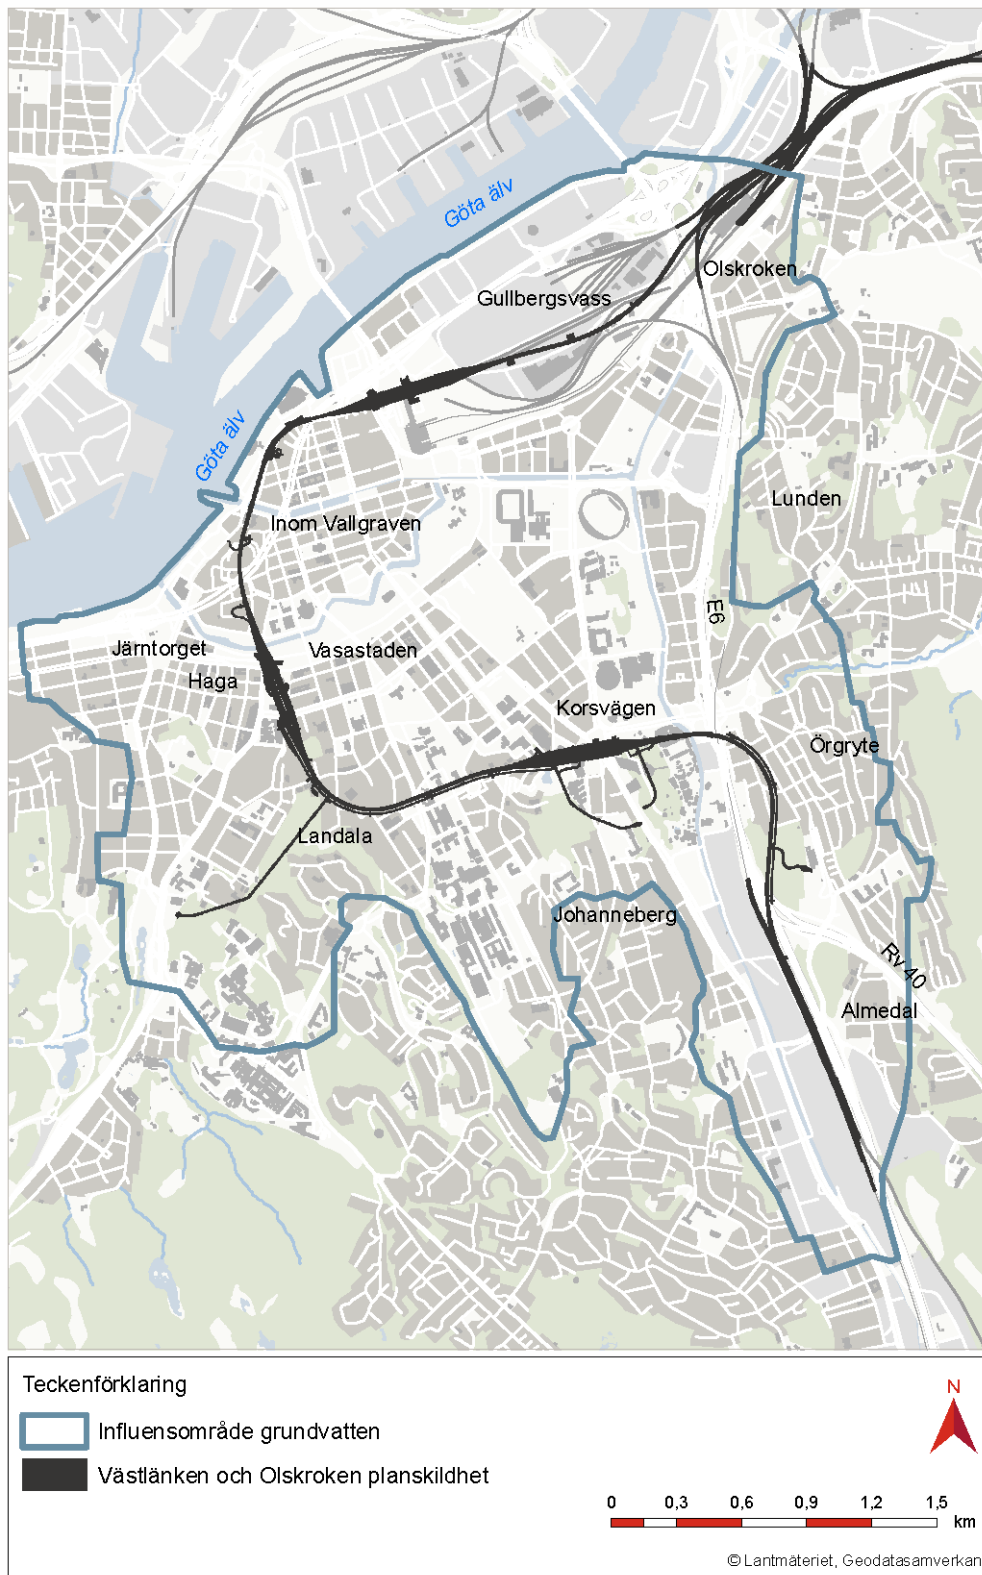 Göta älv
Olskroken
Gullbergsvass
Göta älv
Lunden
Inom Vallgraven
E6
Järntorget
Vasastaden
Haga
Korsvägen
Örgryte
Landala
Johanneberg
Rv 40
Almedal
Teckenförklaring
Influensområde grundvatten
Västlänken och Olskroken planskildhet
N
0 0,3 0,6 0,9 1,2 1,5
km
© Lantmäteriet, Geodatasamverkan